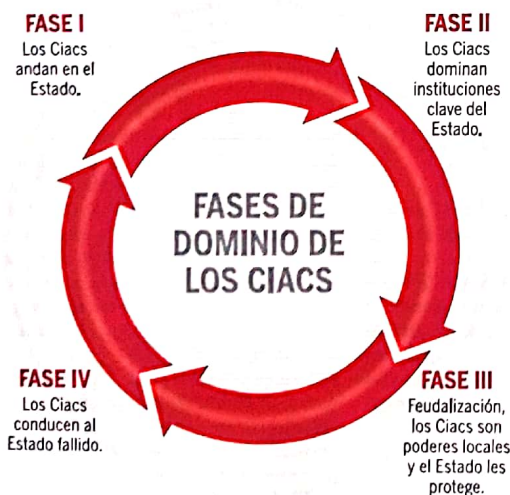 FASE I
Los Ciacs
andan en el
Estado.
FASE II
Los Ciacs
dominan
instituciones
clave del
Estado.
FASES DE
DOMINIO DE
LOS CIACS
FASE III
Feudalización,
los Ciacs son
poderes locales
y el Estado les
protege.
FASE IV
Los Ciacs
conducen al
Estado fallido.